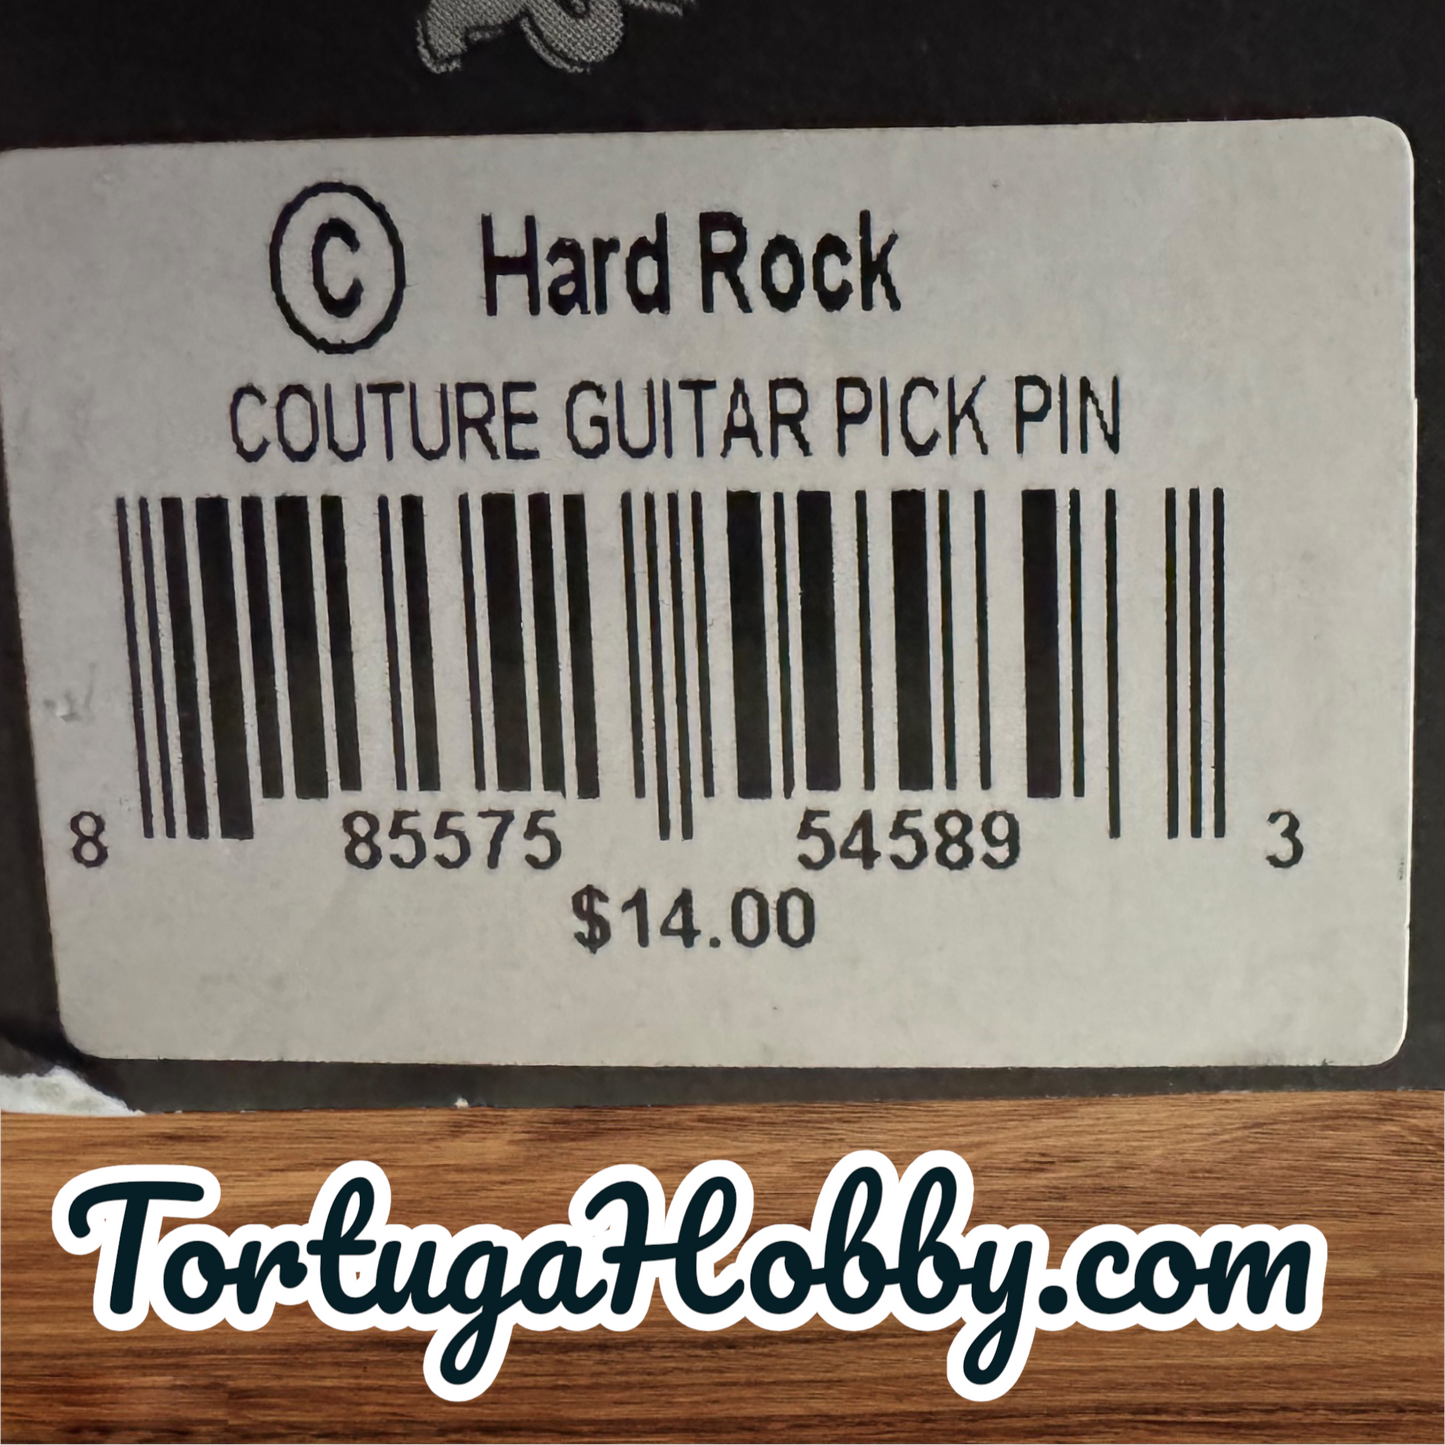 © Hard Rock
COUTURE GUITAR PICK PIN
8 85575 54589 3
$14.00
TortugaHobby.com